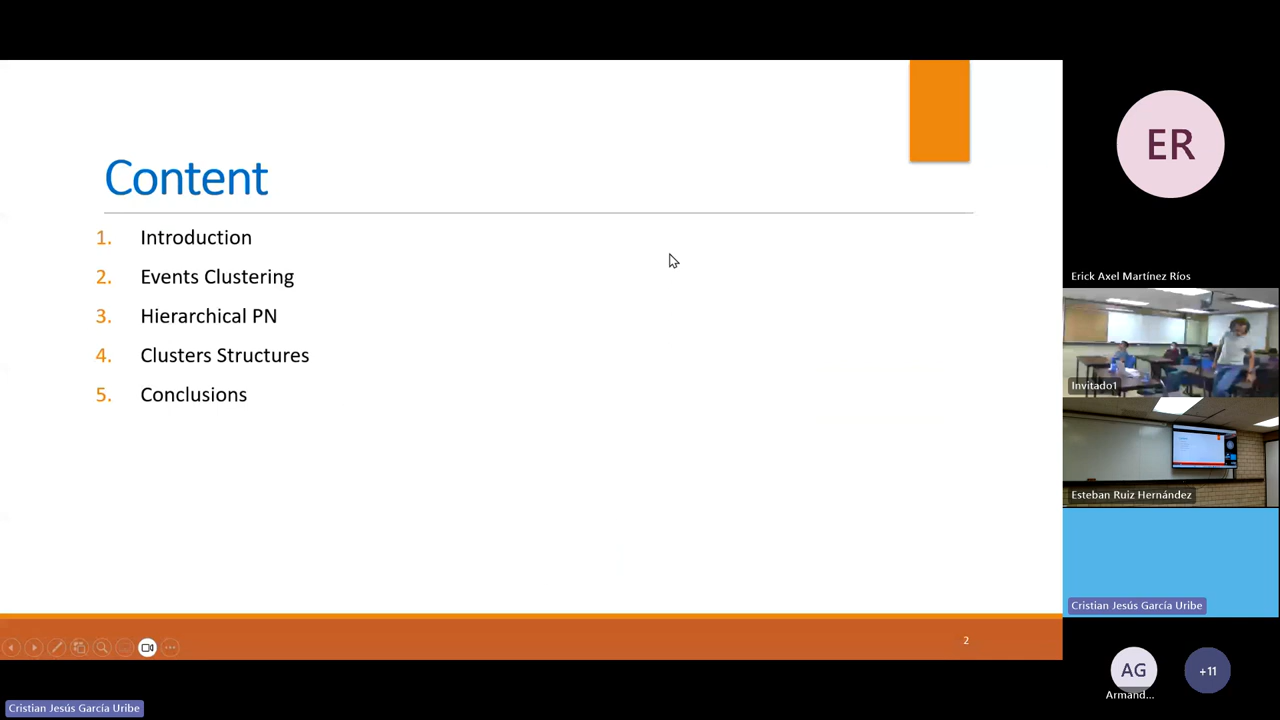 Content
1. Introduction
2. Events Clustering
3. Hierarchical PN
4. Clusters Structures
5. Conclusions
2
ER
Erick Axel Martínez Ríos
Invitado1
Esteban Ruiz Hernández
Cristian Jesús García Uribe
AG
Armand...
+11
Cristian Jesús García Uribe